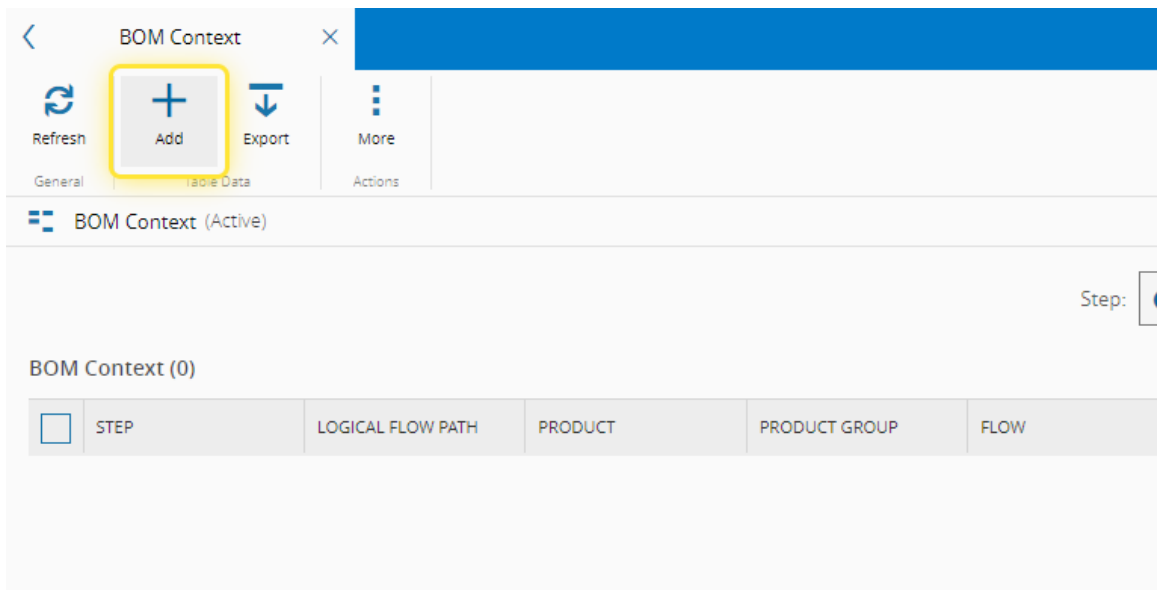 BOM Context
Refresh Add Export More
General Table Data Actions
BOM Context (Active)
Step:
BOM Context (0)
STEP LOGICAL FLOW PATH PRODUCT PRODUCT GROUP FLOW